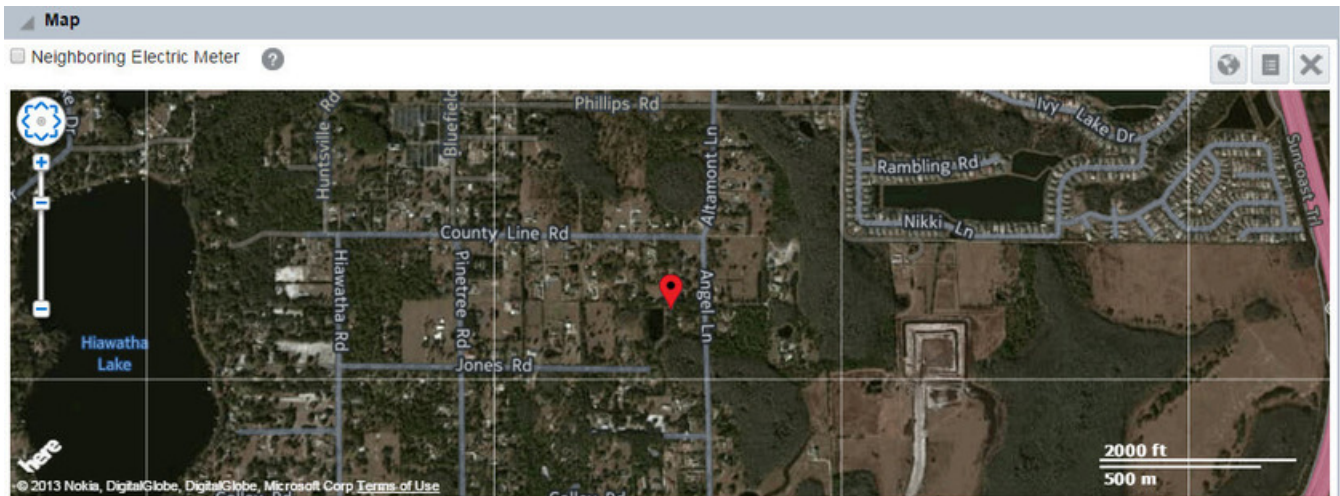 Map
Neighboring Electric Meter
?
Phillips Rd
Huntsville Rd
Bluefield
Altamont Ln
Ivy Lake Dr
Lake Dr
Rambling Rd
Suncoast Trl
Nikki Ln
County Line Rd
Hiawatha Rd
Pinetree Rd
Angel Ln
Hiawatha
Lake
Jones Rd
2000 ft
500 m
here
© 2013 Nokia, DigitalGlobe, DigitalGlobe, Microsoft Corp Terms of Use